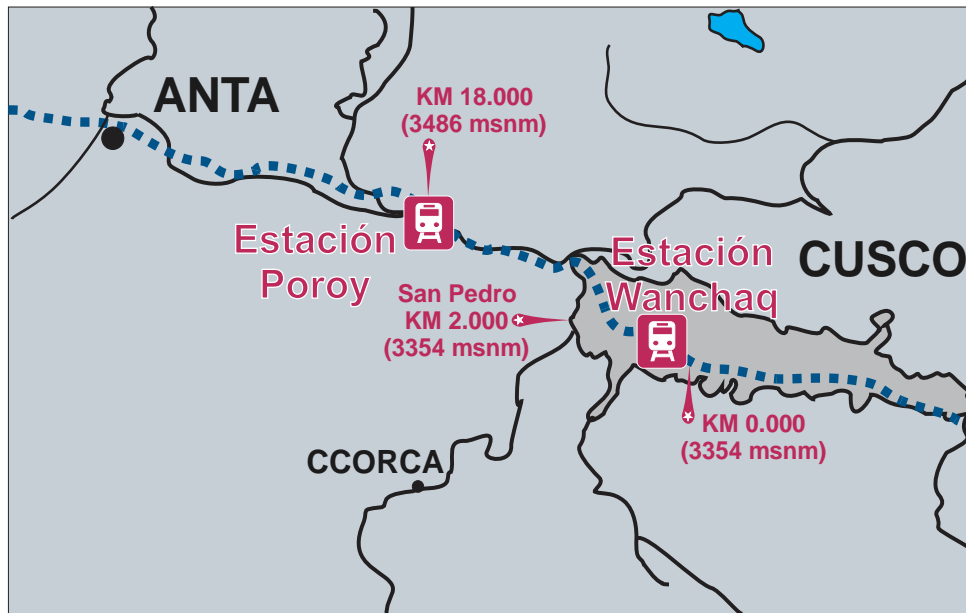 ANTA
KM 18.000
(3486 msnm)
Estación
Poroy
Estación
Wanchaq
CUSCO
San Pedro
KM 2.000
(3354 msnm)
KM 0.000
(3354 msnm)
CCORCA